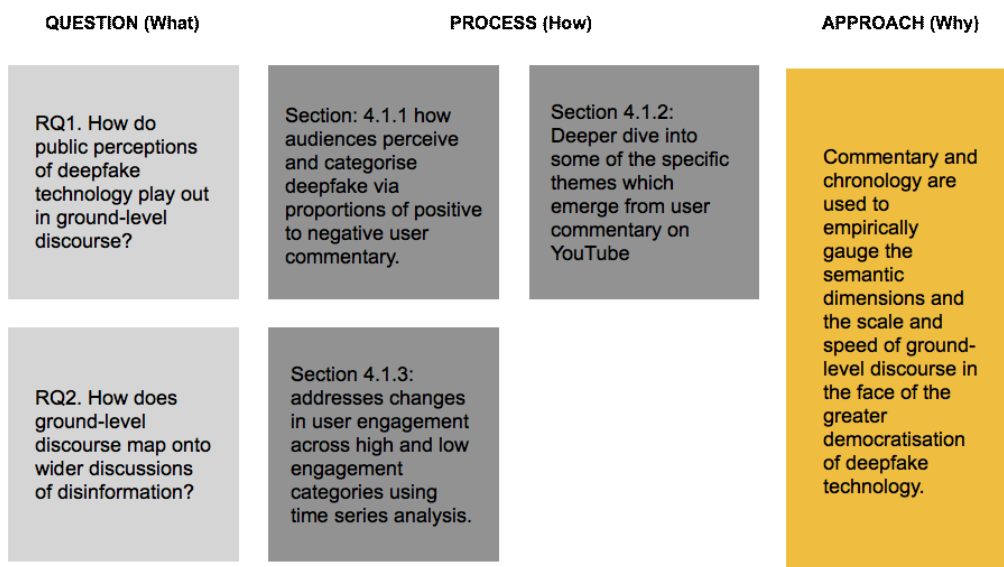 QUESTION (What)
PROCESS (How)
APPROACH (Why)
RQ1. How do
public perceptions
of deepfake
technology play out
in ground-level
discourse?
Section: 4.1.1 how
audiences perceive
and categorise
deepfake via
proportions of positive
to negative user
commentary.
Section 4.1.2:
Deeper dive into
some of the specific
themes which
emerge from user
commentary on
YouTube
RQ2. How does
ground-level
discourse map onto
wider discussions
of disinformation?
Section 4.1.3:
addresses changes
in user engagement
across high and low
engagement
categories using
time series analysis.
Commentary and
chronology are
used to
empirically
gauge the
semantic
dimensions and
the scale and
speed of ground-
level discourse in
the face of the
greater
democratisation
of deepfake
technology.